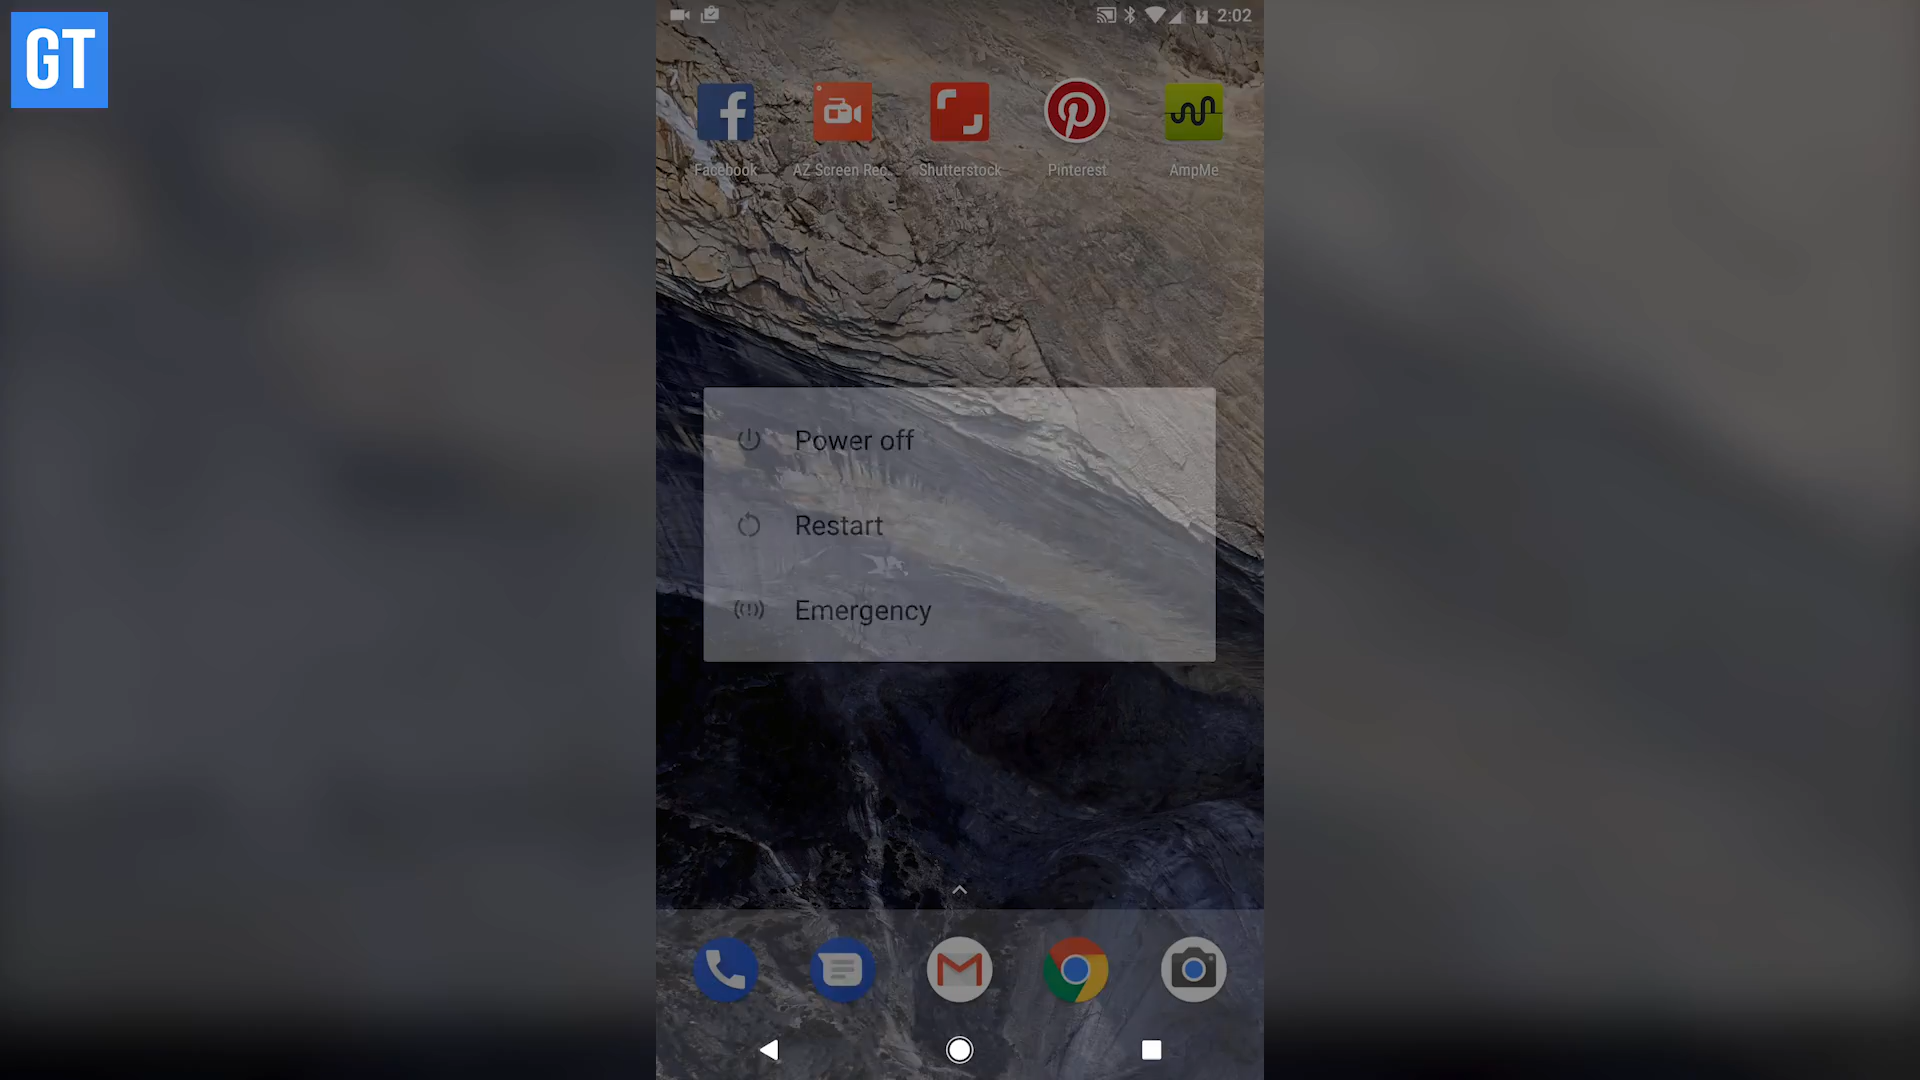 GT
2:02
Facebook
AZ Screen Rec..
Shutterstock
Pinterest
AmpMe
Power off
Restart
Emergency